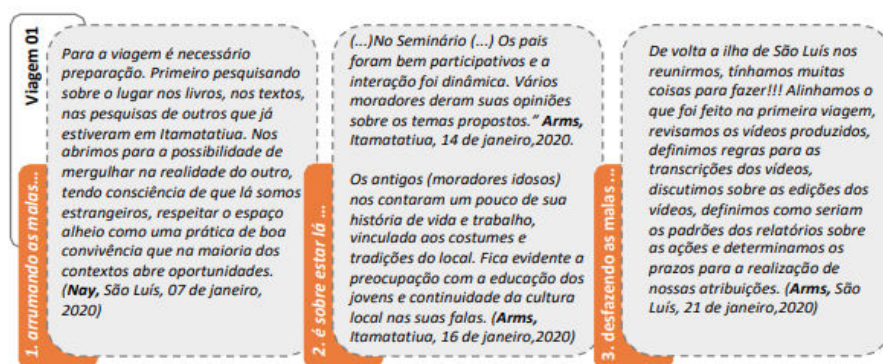 Viagem 01
1. arrumando as malas...
Para a viagem é necessário
preparação. Primeiro pesquisando
sobre o lugar nos livros, nos textos,
nas pesquisas de outros que já
estiveram em Itamatatiua. Nos
abrimos para a possibilidade de
mergulhar na realidade do outro,
tendo consciência de que lá somos
estrangeiros, respeitar o espaço
alheio como uma prática de boa
convivência que na maioria dos
contextos abre oportunidades.
(Nay, São Luís, 07 de janeiro,
2020)
2. é sobre estar lá ...
(...)No Seminário (...) Os pais
foram bem participativos e a
interação foi dinâmica. Vários
moradores deram suas opiniões
sobre os temas propostos.” Arms,
Itamatatiua, 14 de janeiro,2020.
Os antigos (moradores idosos)
nos contaram um pouco de sua
história de vida e trabalho,
vinculada aos costumes e
tradições do local. Fica evidente a
preocupação com a educação dos
jovens e continuidade da cultura
local nas suas falas. (Arms,
Itamatatiua, 16 de janeiro,2020)
3. desfazendo as malas ...
De volta a ilha de São Luís nos
reunirmos, tínhamos muitas
coisas para fazer!!! Alinhamos o
que foi feito na primeira viagem,
revisamos os vídeos produzidos,
definimos regras para as
transcrições dos vídeos,
discutimos sobre as edições dos
vídeos, definimos como seriam
os padrões dos relatórios sobre
as ações e determinamos os
prazos para a realização de
nossas atribuições. (Arms, São
Luís, 21 de janeiro,2020)